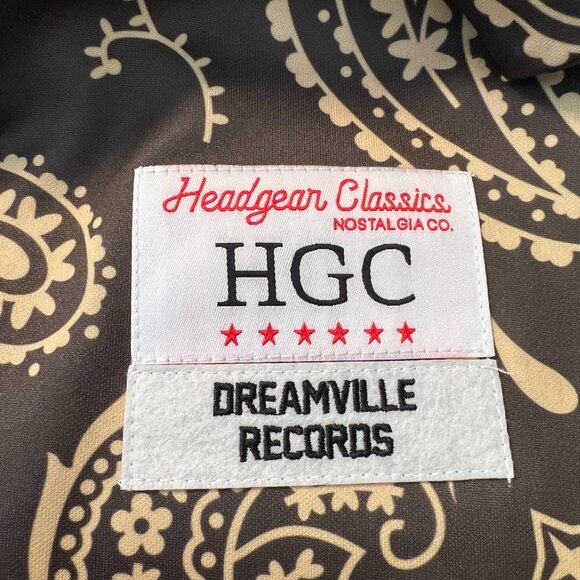 Headgear Classics
NOSTALGIA CO.
HGC
DREAMVILLE
RECORDS